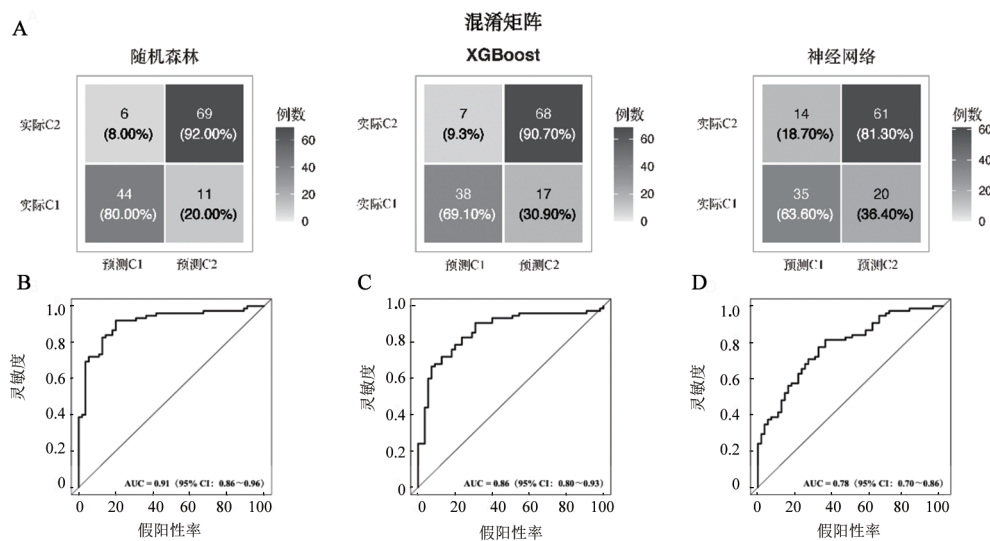 A
混淆矩阵
随机森林
XGBoost
神经网络
实际C2
6
(8.00%)
69
(92.00%)
实际C1
44
(80.00%)
11
(20.00%)
预测C1
预测C2
例数
60
40
20
0
实际C2
7
(9.3%)
68
(90.70%)
实际C1
38
(69.10%)
17
(30.90%)
预测C1
预测C2
例数
60
40
20
0
实际C2
14
(18.70%)
61
(81.30%)
实际C1
35
(63.60%)
20
(36.40%)
预测C1
预测C2
例数
60
40
20
0
B
灵敏度
1.0
0.8
0.6
0.4
0.2
0
AUC = 0.91（95% CI：0.86～0.96）
0 20 40 60 80 100
假阳性率
C
灵敏度
1.0
0.8
0.6
0.4
0.2
0
AUC = 0.86（95% CI：0.80～0.93）
0 20 40 60 80 100
假阳性率
D
灵敏度
1.0
0.8
0.6
0.4
0.2
0
AUC = 0.78（95% CI：0.70～0.86）
0 20 40 60 80 100
假阳性率